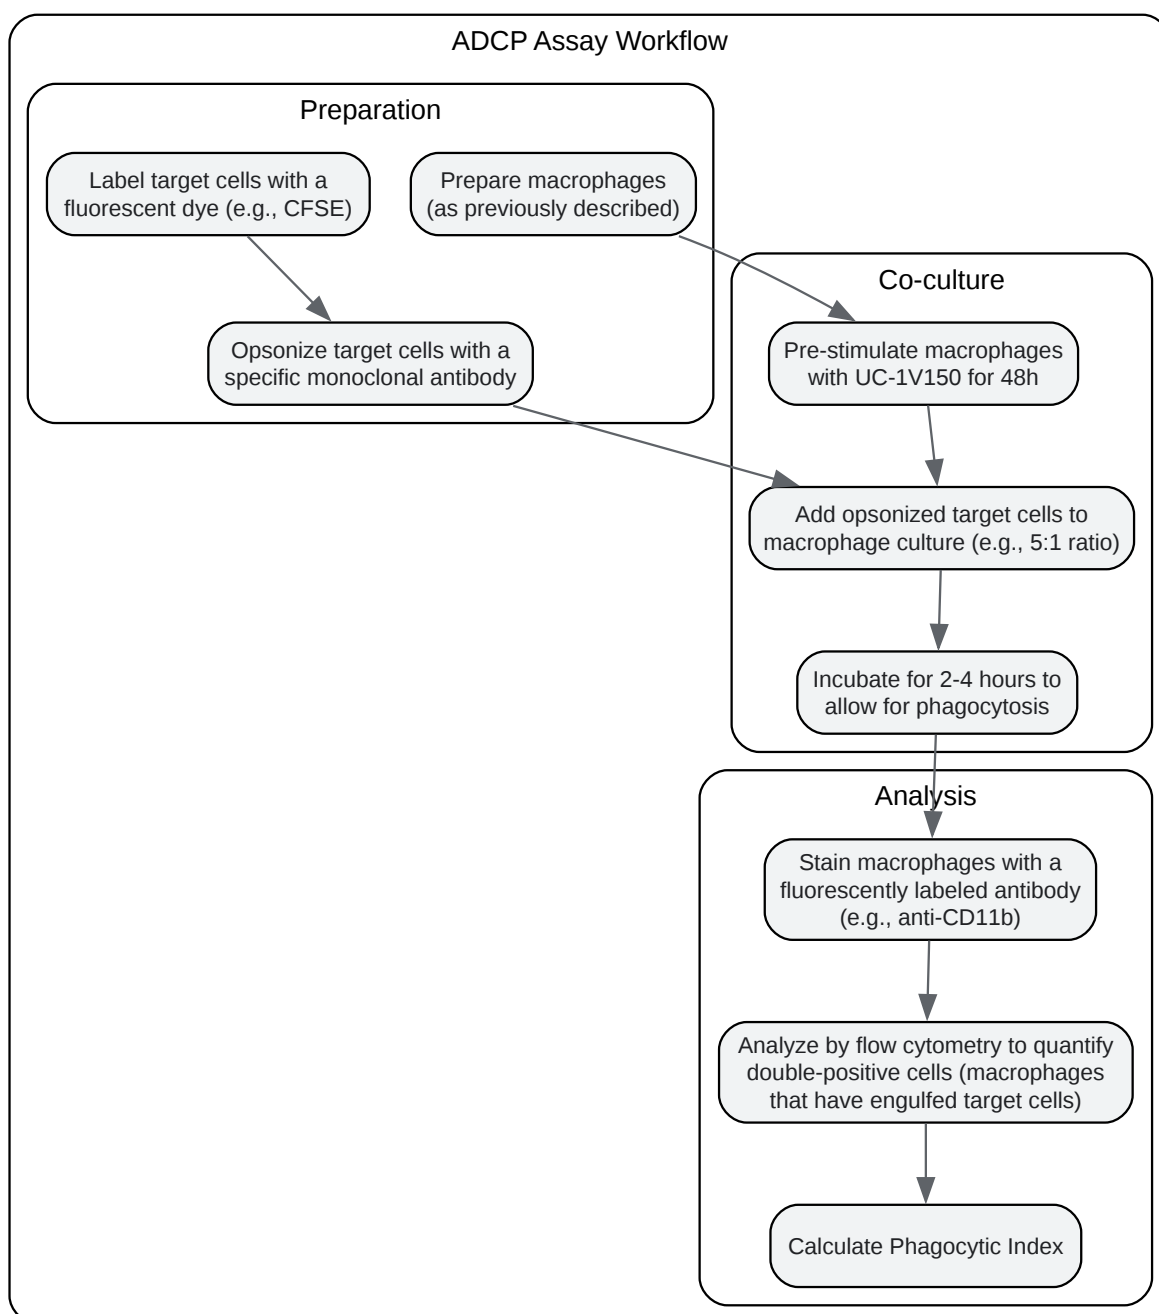 ADCP Assay Workflow
Preparation
Label target cells with a
fluorescent dye (e.g., CFSE)
Prepare macrophages
(as previously described)
Opsonize target cells with a
specific monoclonal antibody
Co-culture
Pre-stimulate macrophages
with UC-1V150 for 48h
Add opsonized target cells to
macrophage culture (e.g., 5:1 ratio)
Incubate for 2-4 hours to
allow for phagocytosis
Analysis
Stain macrophages with a
fluorescently labeled antibody
(e.g., anti-CD11b)
Analyze by flow cytometry to quantify
double-positive cells (macrophages
that have engulfed target cells)
Calculate Phagocytic Index